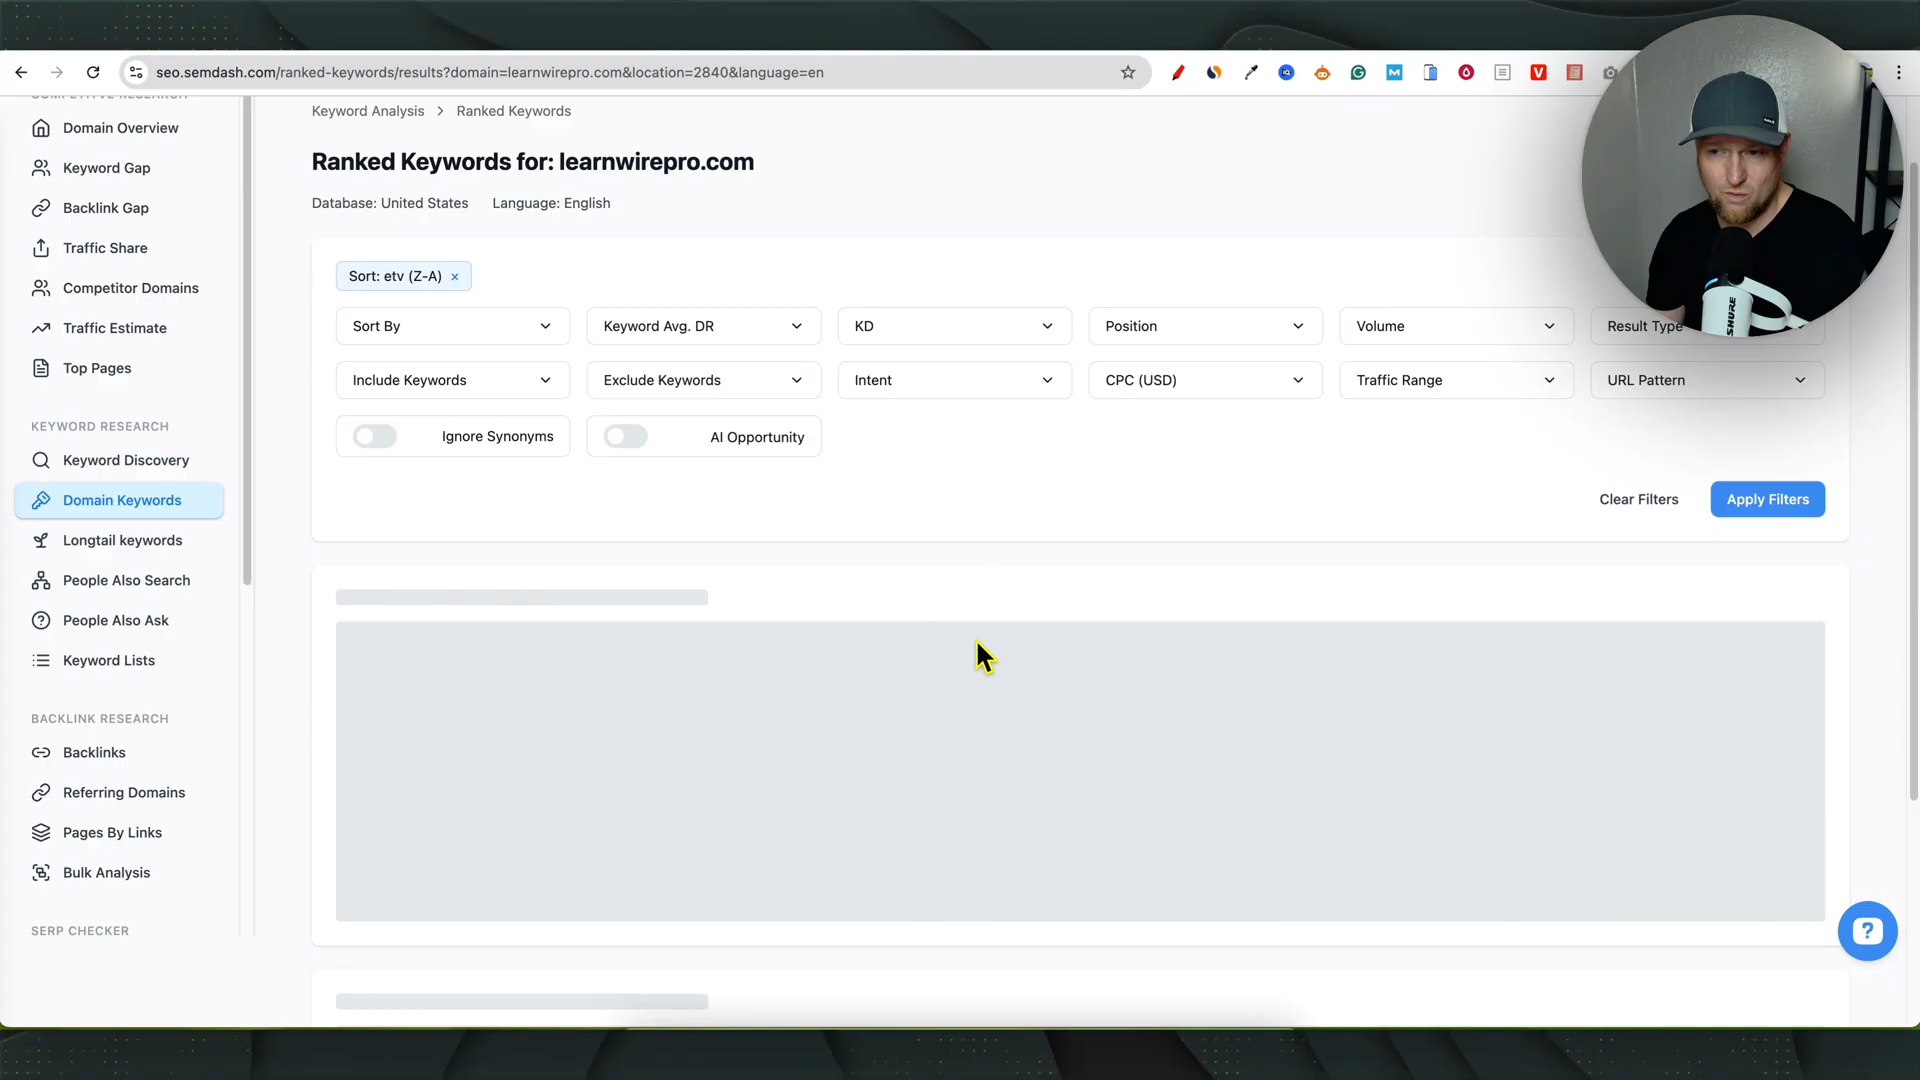 seo.semdash.com/ranked-keywords/results?domain=learnwirepro.com&location=2840&language=en
Domain Overview
Keyword Gap
Backlink Gap
Traffic Share
Competitor Domains
Traffic Estimate
Top Pages
KEYWORD RESEARCH
Keyword Discovery
Domain Keywords
Longtail keywords
People Also Search
People Also Ask
Keyword Lists
BACKLINK RESEARCH
Backlinks
Referring Domains
Pages By Links
Bulk Analysis
SERP CHECKER
Keyword Analysis > Ranked Keywords
Ranked Keywords for: learnwirepro.com
Database: United States Language: English
Sort: etv (Z-A) ×
Sort By Keyword Avg. DR KD Position Volume Result Type
Include Keywords Exclude Keywords Intent CPC (USD) Traffic Range URL Pattern
Ignore Synonyms AI Opportunity
Clear Filters Apply Filters
?
SHURE